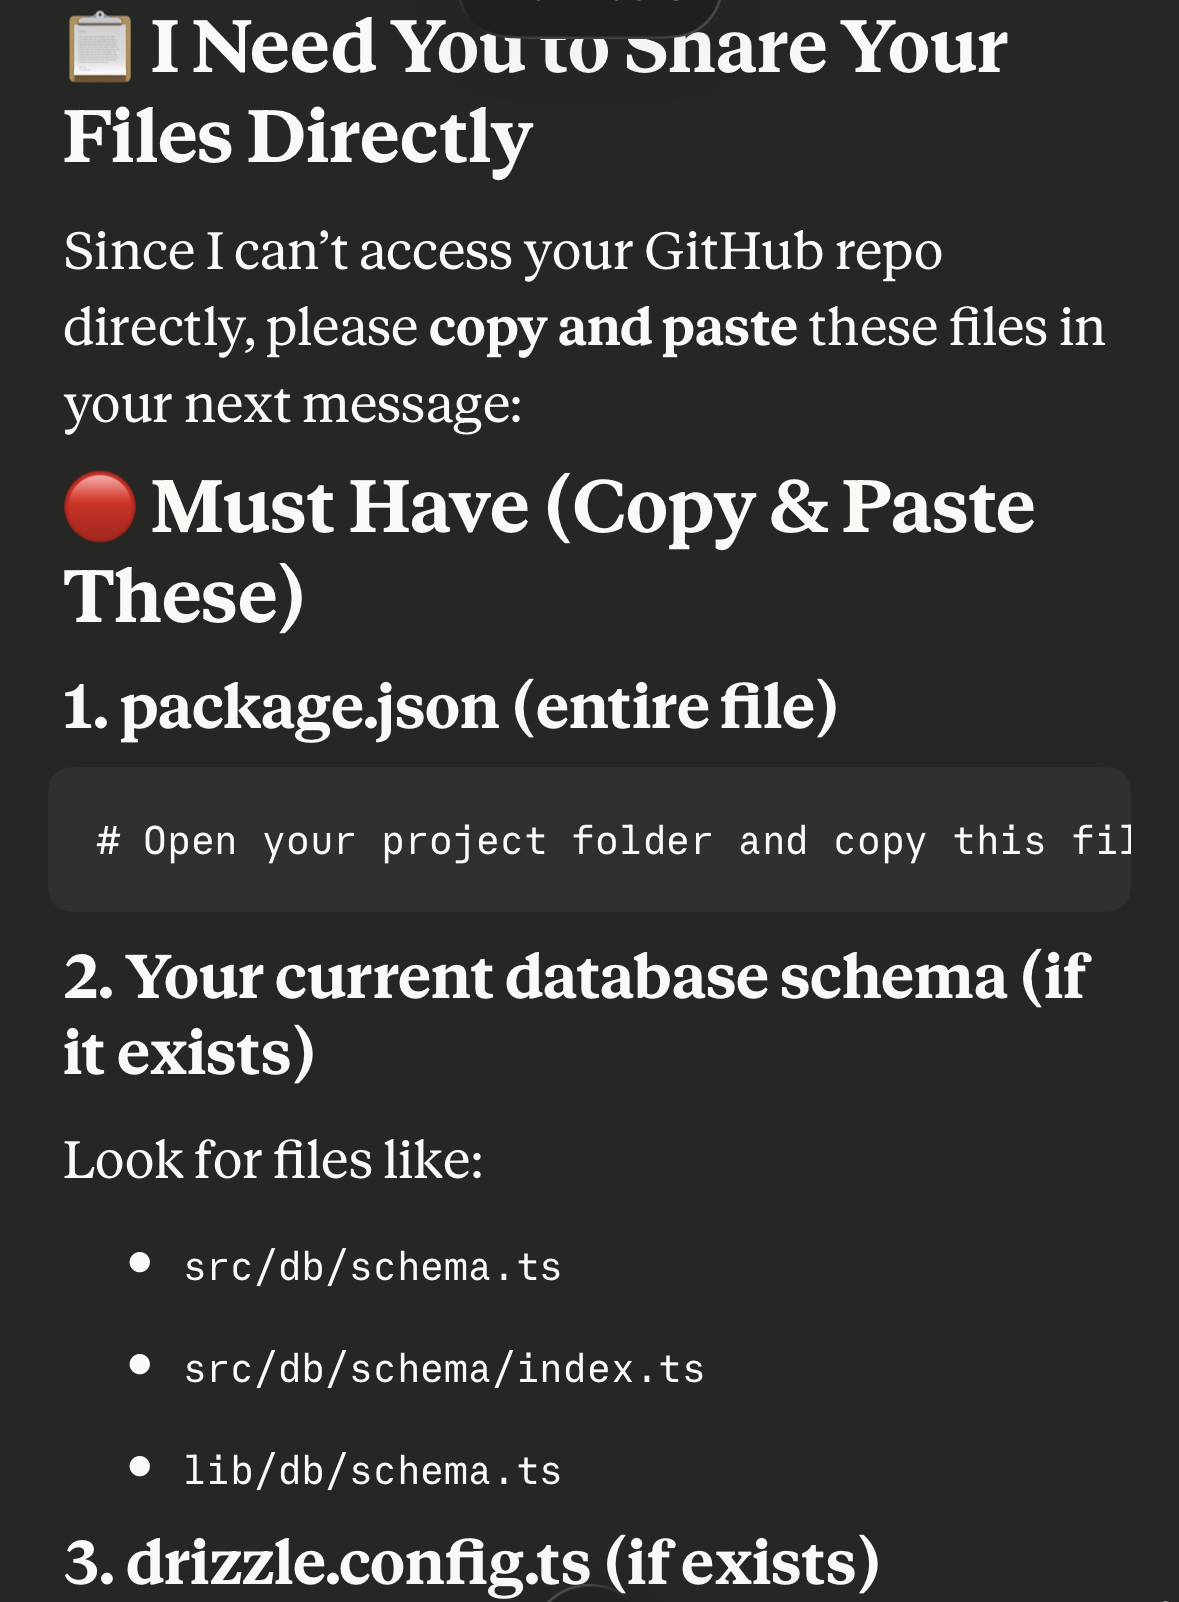 📋 I Need You to Share Your
Files Directly
Since I can’t access your GitHub repo
directly, please copy and paste these files in
your next message:
🔴 Must Have (Copy & Paste
These)
1. package.json (entire file)
# Open your project folder and copy this fil
2. Your current database schema (if
it exists)
Look for files like:
• src/db/schema.ts
• src/db/schema/index.ts
• lib/db/schema.ts
3. drizzle.config.ts (if exists)